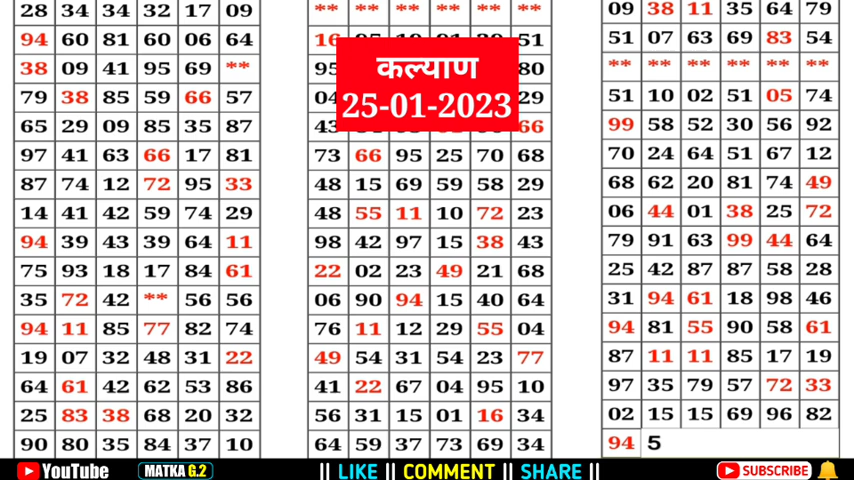 28 34 34 32 17 09
94 60 81 60 06 64
38 09 41 95 69 **
79 38 85 59 66 57
65 29 09 85 35 87
97 41 63 66 17 81
87 74 12 72 95 33
14 41 42 59 74 29
94 39 43 39 64 11
75 93 18 17 84 61
35 72 42 ** 56 56
94 11 85 77 82 74
19 07 32 48 31 22
64 61 42 62 53 86
25 83 38 68 20 32
90 80 35 84 37 10
** ** ** ** ** **
16 51
95 80
04 29
43 66
कल्याण
25-01-2023
73 66 95 25 70 68
48 15 69 59 58 29
48 55 11 10 72 23
98 42 97 15 38 43
22 02 23 49 21 68
06 90 94 15 40 64
76 11 12 29 55 04
49 54 31 54 23 77
41 22 67 04 95 10
56 31 15 01 16 34
64 59 37 73 69 34
09 38 11 35 64 79
51 07 63 69 83 54
** ** ** ** ** **
51 10 02 51 05 74
99 58 52 30 56 92
70 24 64 51 67 12
68 62 20 81 74 49
06 44 01 38 25 72
79 91 63 99 44 64
25 42 87 87 58 28
31 94 61 18 98 46
94 81 55 90 58 61
87 11 11 85 17 19
97 35 79 57 72 33
02 15 15 69 96 82
94 5
YouTube MATKA G.2 || LIKE || COMMENT || SHARE || SUBSCRIBE